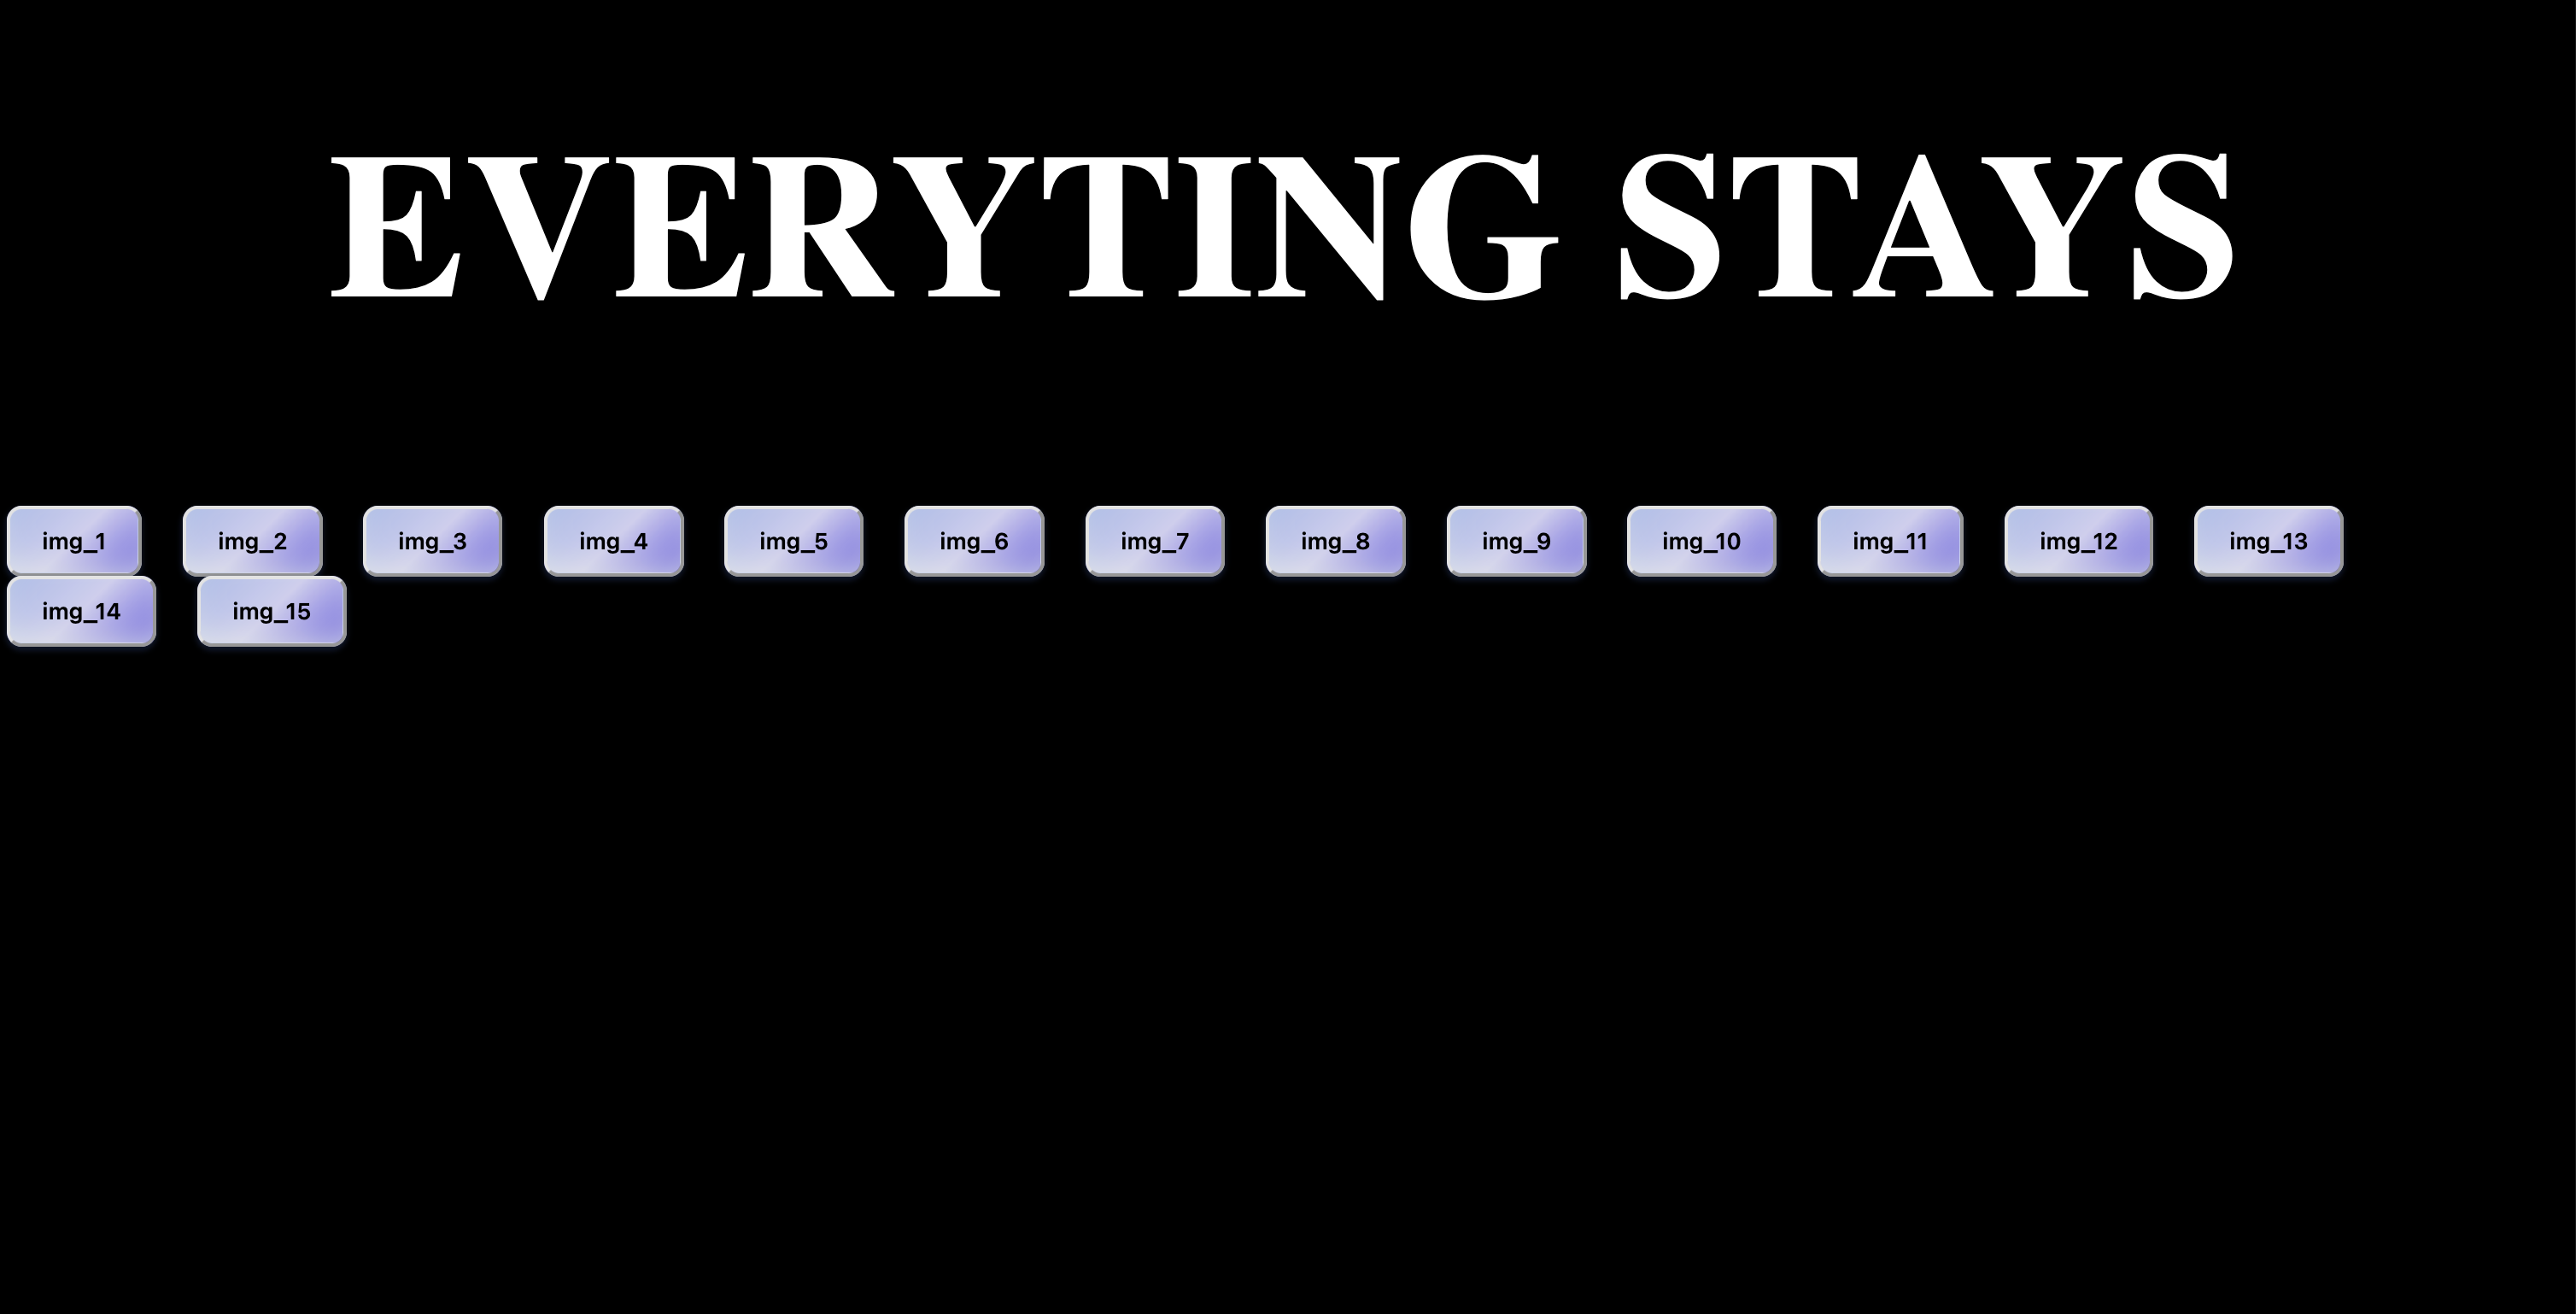 EVERYTING STAYS
img_1 img_2 img_3 img_4 img_5 img_6 img_7 img_8 img_9 img_10 img_11 img_12 img_13
img_14 img_15